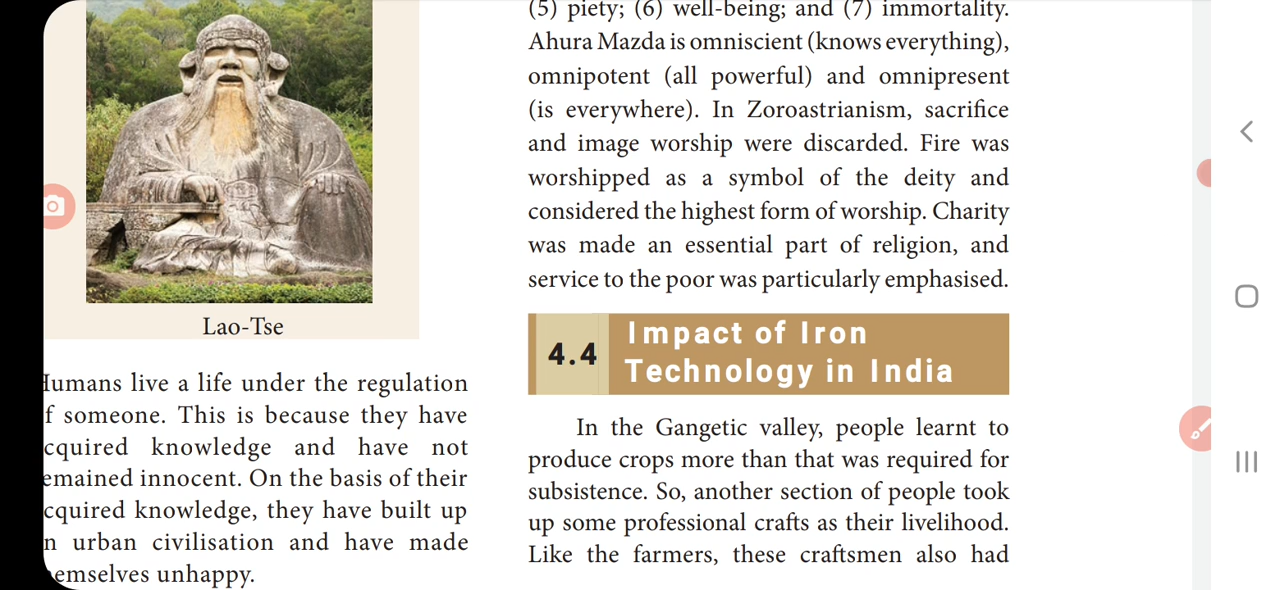 Lao-Tse
Humans live a life under the regulation
f someone. This is because they have
cquired knowledge and have not
emained innocent. On the basis of their
cquired knowledge, they have built up
n urban civilisation and have made
emselves unhappy.
(5) piety; (6) well-being; and (7) immortality.
Ahura Mazda is omniscient (knows everything),
omnipotent (all powerful) and omnipresent
(is everywhere). In Zoroastrianism, sacrifice
and image worship were discarded. Fire was
worshipped as a symbol of the deity and
considered the highest form of worship. Charity
was made an essential part of religion, and
service to the poor was particularly emphasised.
4.4 Impact of Iron
Technology in India
In the Gangetic valley, people learnt to
produce crops more than that was required for
subsistence. So, another section of people took
up some professional crafts as their livelihood.
Like the farmers, these craftsmen also had